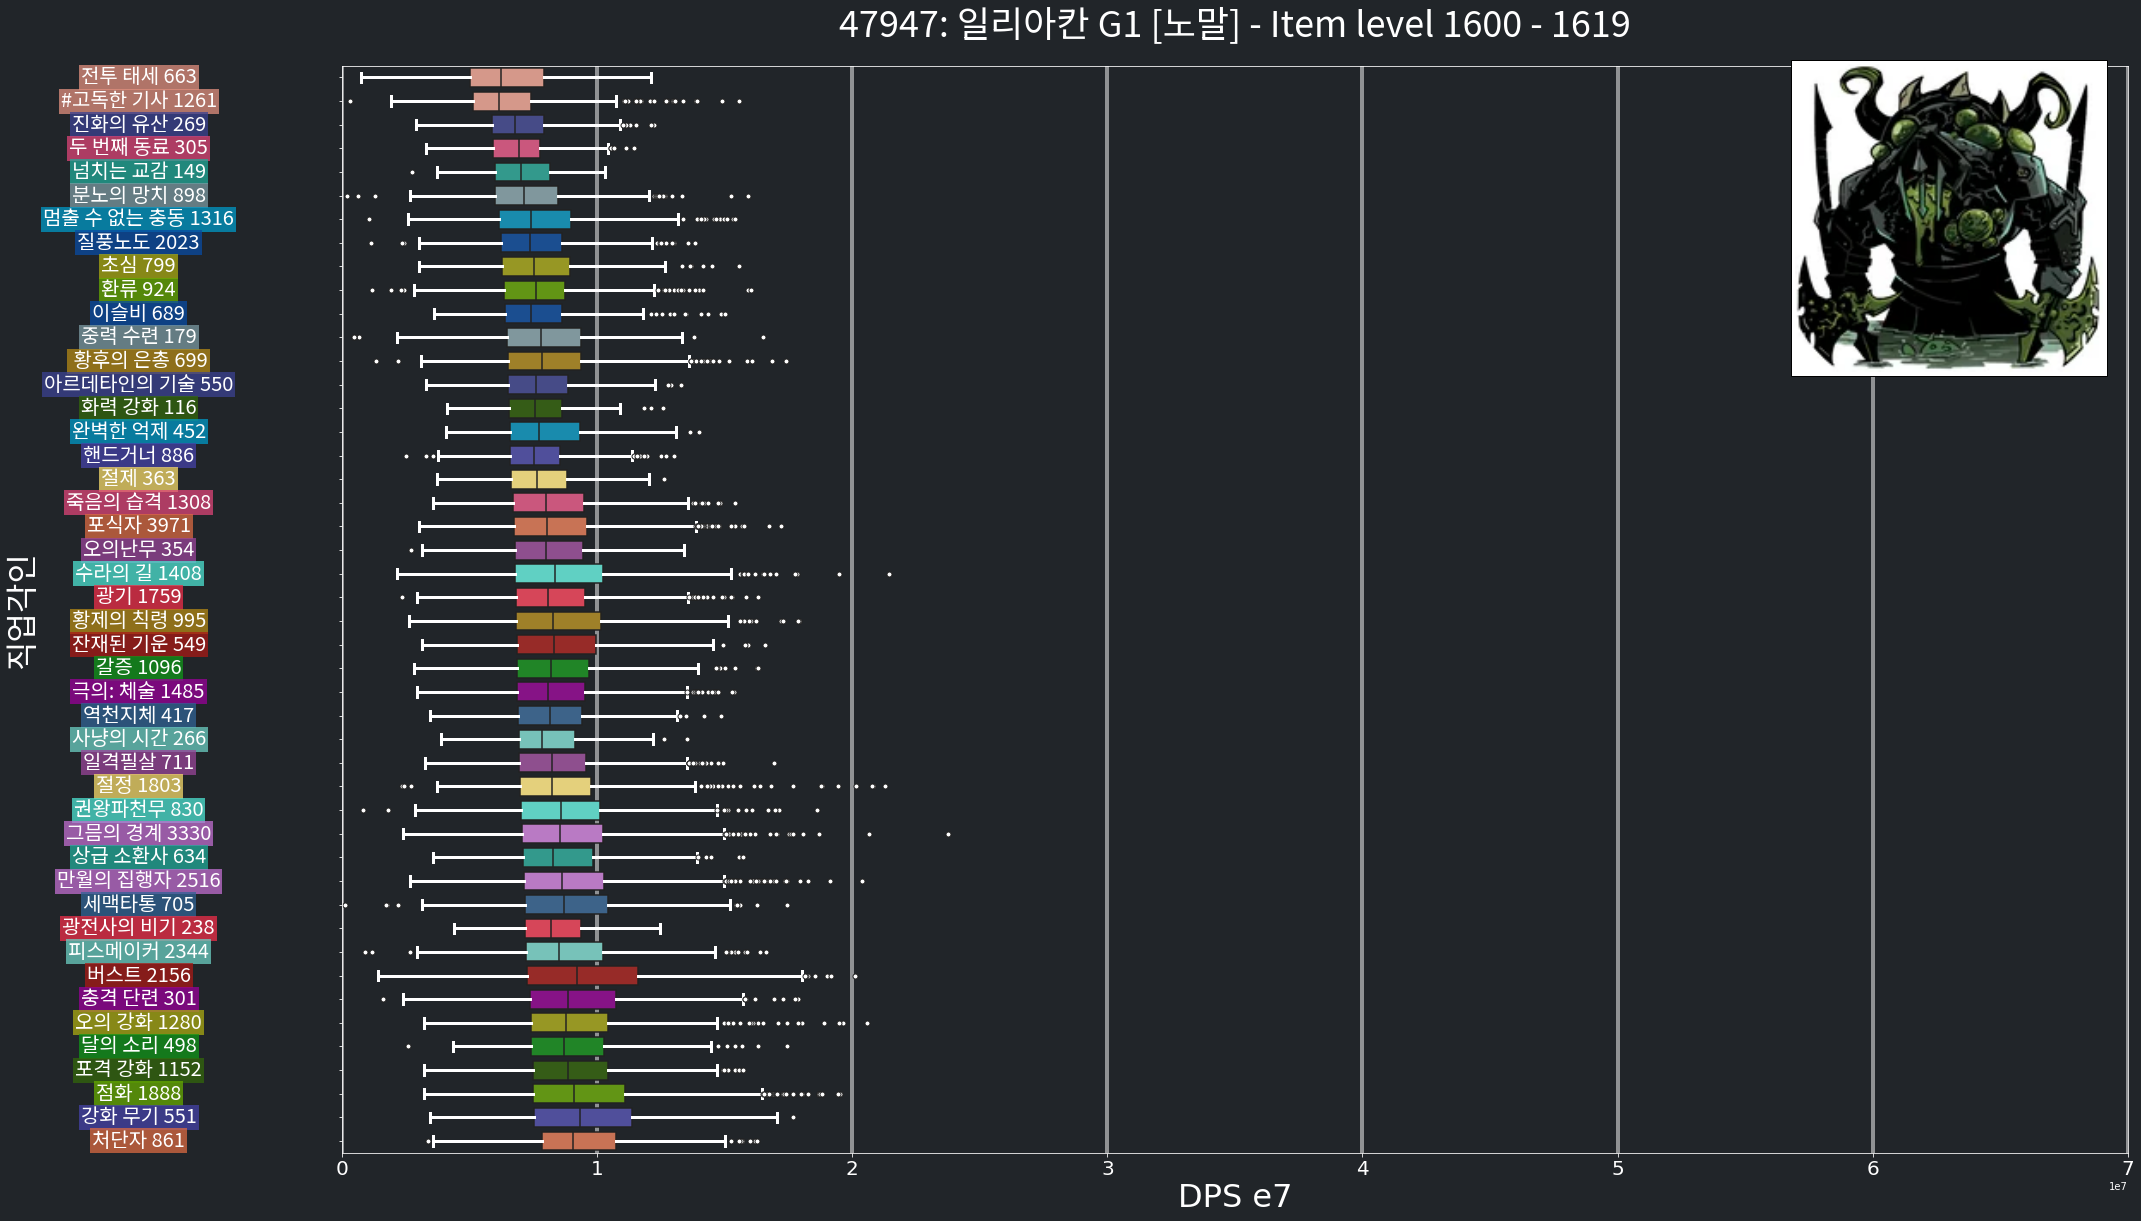 47947: 일리아칸 G1 [노말] - Item level 1600 - 1619
전투 태세 663
#고독한 기사 1261
진화의 유산 269
두 번째 동료 305
넘치는 교감 149
분노의 망치 898
멈출 수 없는 충동 1316
질풍노도 2023
초심 799
환류 924
이슬비 689
중력 수련 179
황후의 은총 699
아르데타인의 기술 550
화력 강화 116
완벽한 억제 452
핸드거너 886
절제 363
죽음의 습격 1308
포식자 3971
오의난무 354
수라의 길 1408
광기 1759
황제의 칙령 995
잔재된 기운 549
갈증 1096
극의: 체술 1485
역천지체 417
사냥의 시간 266
일격필살 711
절정 1803
권왕파천무 830
그믐의 경계 3330
상급 소환사 634
만월의 집행자 2516
세맥타통 705
광전사의 비기 238
피스메이커 2344
버스트 2156
충격 단련 301
오의 강화 1280
달의 소리 498
포격 강화 1152
점화 1888
강화 무기 551
처단자 861
직업각인
0 1 2 3 4 5 6 7
DPS e7
1e7